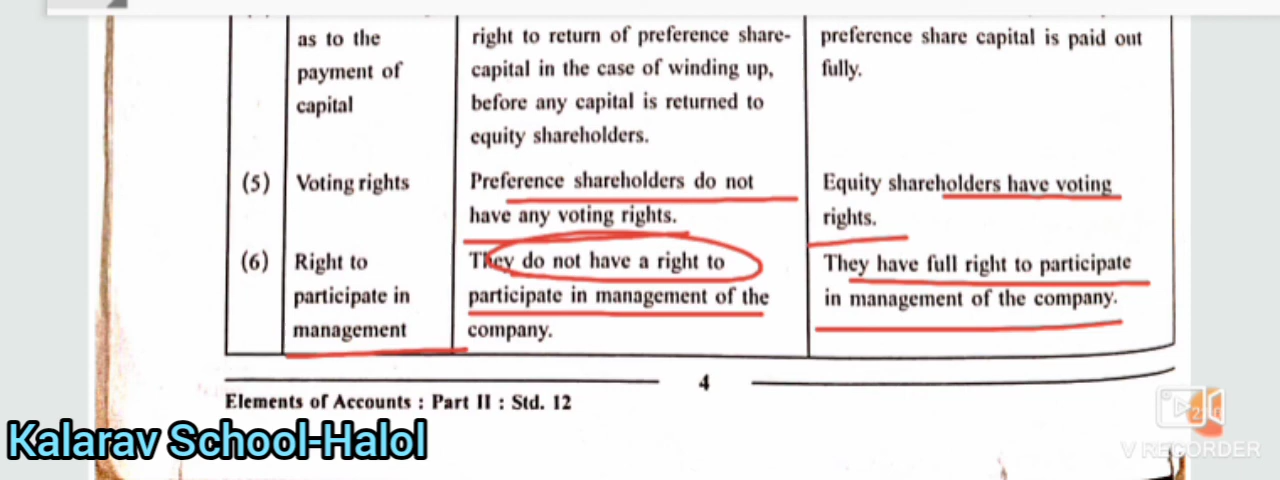 as to the
payment of
capital
right to return of preference share-
capital in the case of winding up,
before any capital is returned to
equity shareholders.
preference share capital is paid out
fully.
(5) Voting rights
Preference shareholders do not
have any voting rights.
Equity shareholders have voting
rights.
(6) Right to
participate in
management
They do not have a right to
participate in management of the
company.
They have full right to participate
in management of the company.
4
Elements of Accounts : Part II : Std. 12
Kalarav School-Halol
V RECORDER